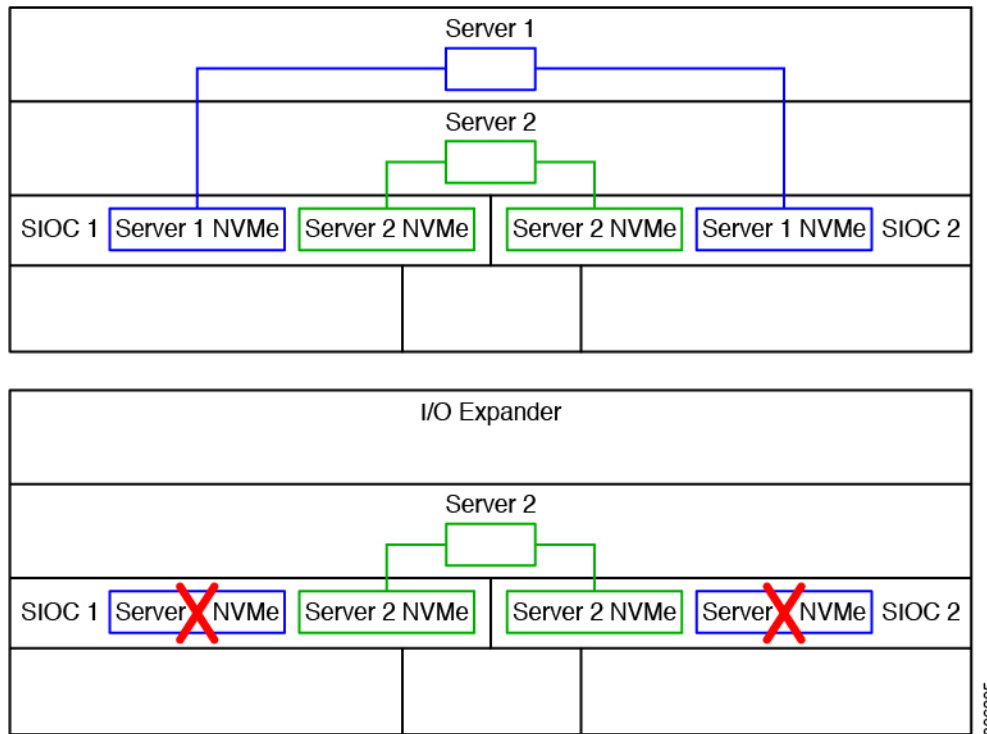 Server 1
Server 2
SIOC 1 Server 1 NVMe Server 2 NVMe Server 2 NVMe Server 1 NVMe SIOC 2
I/O Expander
Server 2
SIOC 1 Server NVMe Server 2 NVMe Server 2 NVMe Server NVMe SIOC 2